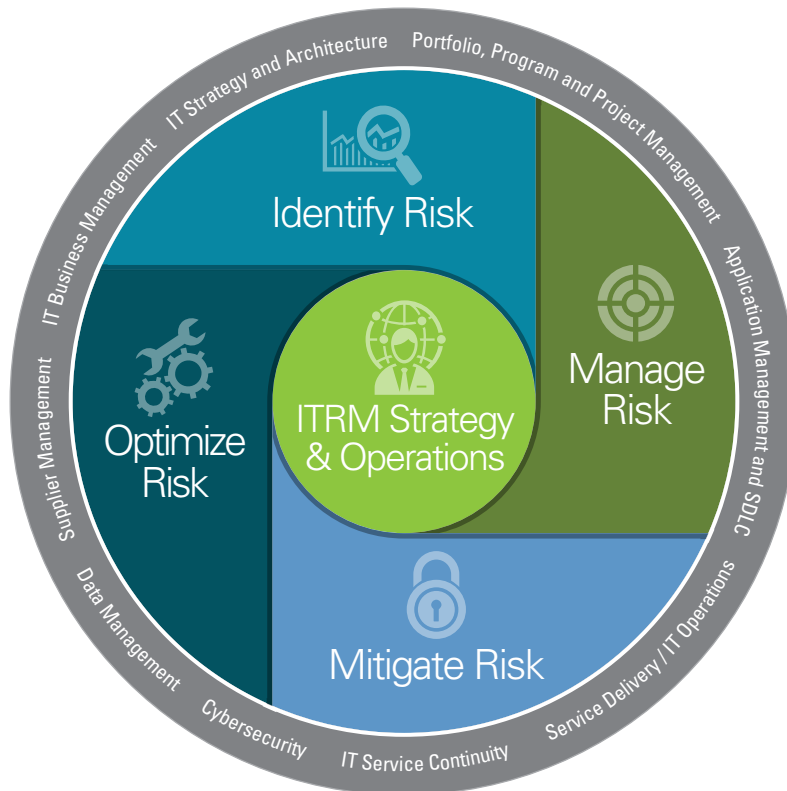 IT Strategy and Architecture
Portfolio, Program and Project Management
Application Management and SDLC
Service Delivery / IT Operations
IT Service Continuity
Cybersecurity
Data Management
Supplier Management
IT Business Management
Identify Risk
Manage
Risk
Mitigate Risk
Optimize
Risk
ITRM Strategy
& Operations